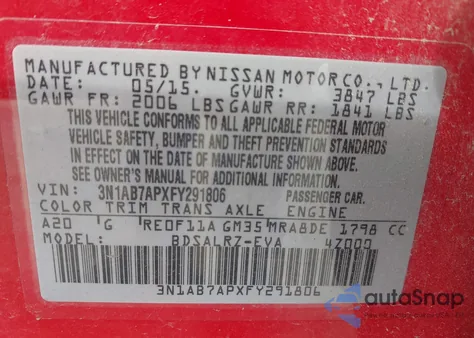 MANUFACTURED BY NISSAN MOTOR CO., LTD.
DATE: 05/15. GVWR: 3847 LBS
GAWR FR: 2006 LBS GAWR RR: 1841 LBS
THIS VEHICLE CONFORMS TO ALL APPLICABLE FEDERAL MOTOR
VEHICLE SAFETY, BUMPER AND THEFT PREVENTION
STANDARDS IN EFFECT ON THE DATE OF
MANUFACTURE SHOWN ABOVE.
SEE OWNER'S MANUAL FOR ADDITIONAL INFORMATION.
VIN: 3N1AB7APXFY291806 PASSENGER CAR.
COLOR TRIM TRANS AXLE ENGINE
A20 G RE0F11A GM35 MRA8DE 1798 CC
MODEL: BDSALRZ-EVA 4Z000
3N1AB7APXFY291806
autoSnap